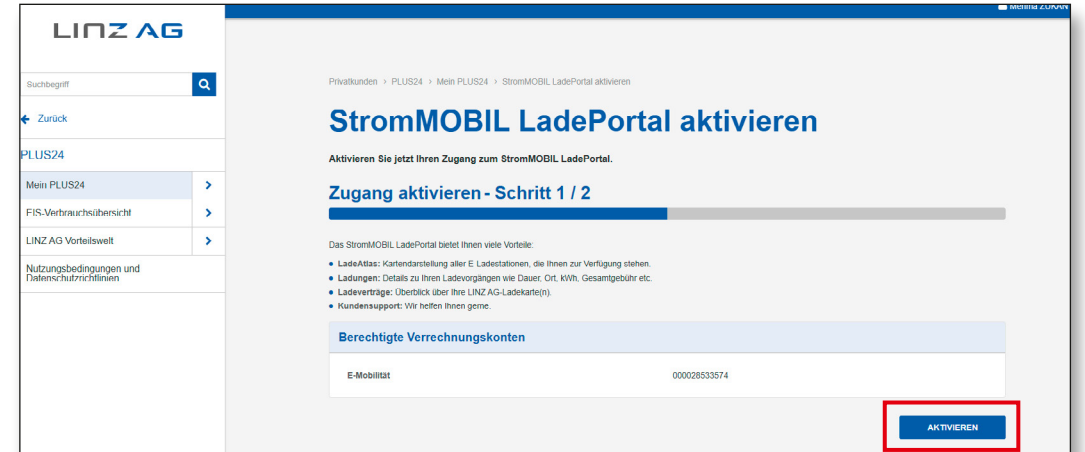 Merima ZUKAN
LINZ AG
Suchbegriff
Zurück
PLUS24
Mein PLUS24
EIS-Verbrauchsübersicht
LINZ AG Vorteilswelt
Nutzungsbedingungen und
Datenschutzrichtlinien
Privatkunden › PLUS24 › Mein PLUS24 › StromMOBIL LadePortal aktivieren
StromMOBIL LadePortal aktivieren
Aktivieren Sie jetzt Ihren Zugang zum StromMOBIL LadePortal.
Zugang aktivieren - Schritt 1 / 2
Das StromMOBIL LadePortal bietet Ihnen viele Vorteile:
• LadeAtlas: Kartendarstellung aller E Ladestationen, die Ihnen zur Verfügung stehen.
• Ladungen: Details zu Ihren Ladevorgängen wie Dauer, Ort, kWh, Gesamtgebühr etc.
• Ladeverträge: Überblick über Ihre LINZ AG-Ladekarte(n).
• Kundensupport: Wir helfen Ihnen gerne.
Berechtigte Verrechnungskonten
E-Mobilität 000028533574
AKTIVIEREN